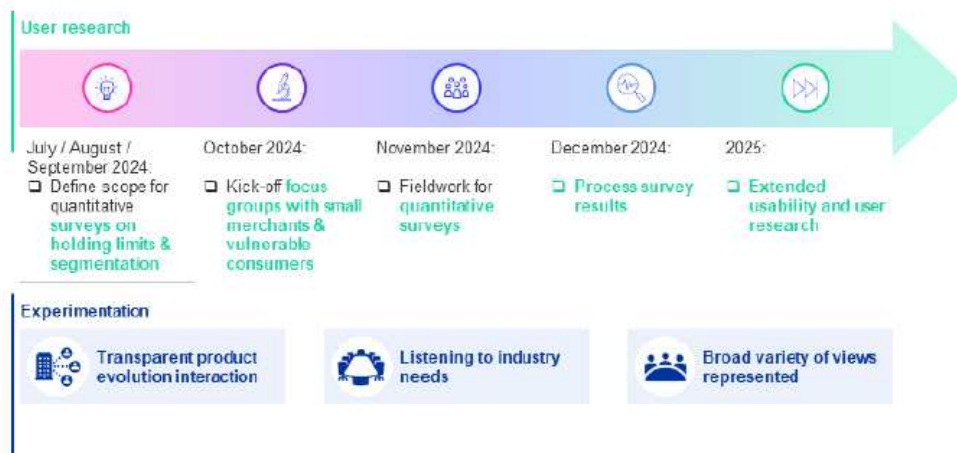 User research
July / August /
September 2024:
❑ Define scope for
quantitative
surveys on
holding limits &
segmentation
October 2024:
❑ Kick-off focus
groups with small
merchants &
vulnerable
consumers
November 2024:
❑ Fieldwork for
quantitative
surveys
December 2024:
❑ Process survey
results
2025:
❑ Extended
usability and user
research
Experimentation
Transparent product
evolution interaction
Listening to industry
needs
Broad variety of views
represented